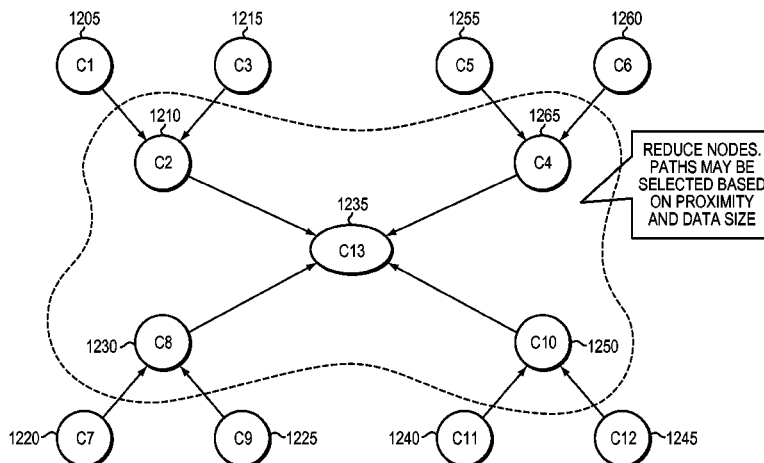 1205
1215
1255
1260
C1
C3
C5
C6
1210
1265
C2
C4
REDUCE NODES.
PATHS MAY BE
SELECTED BASED
ON PROXIMITY
AND DATA SIZE
1235
C13
1230
C8
C10
1250
1220
C7
C9
1225
1240
C11
C12
1245